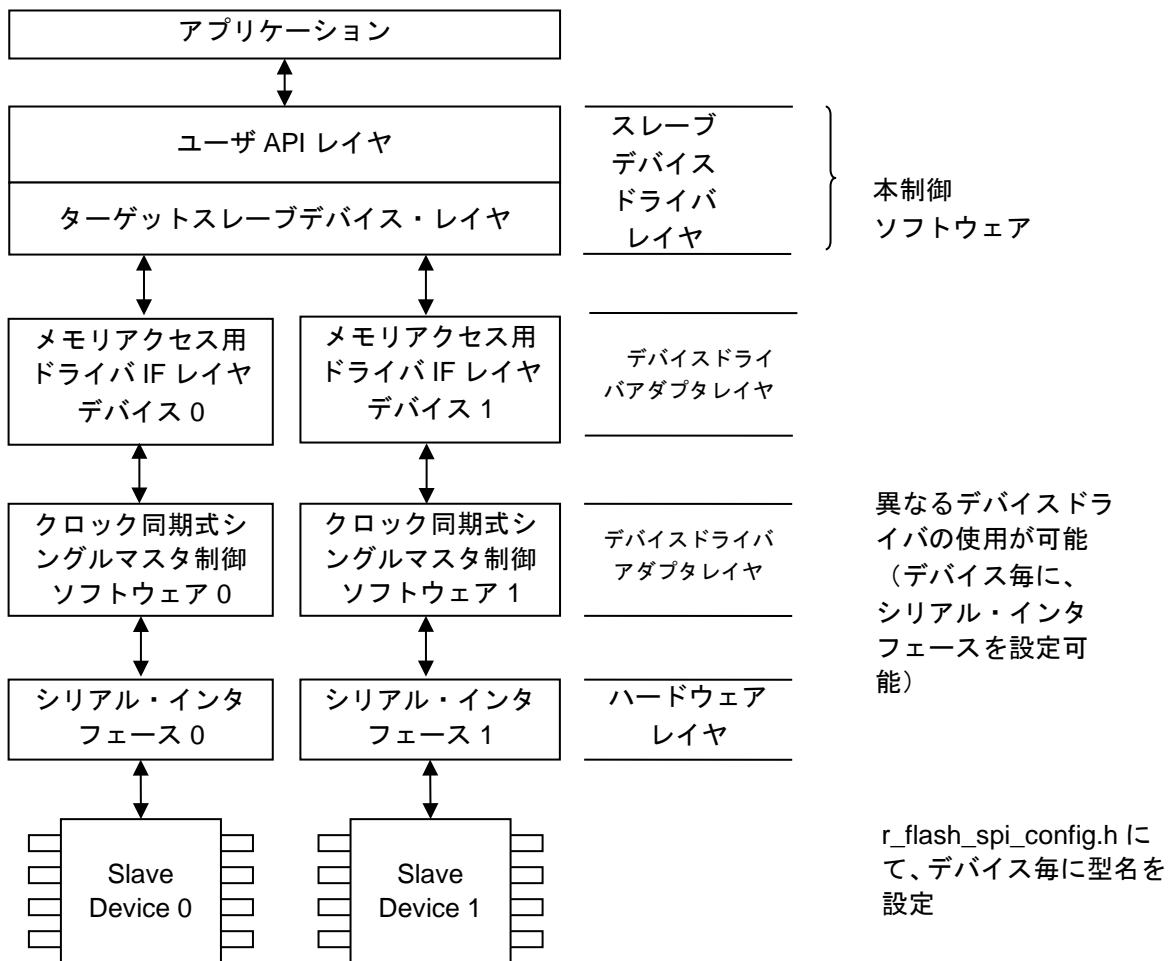 アプリケーション
ユーザ API レイヤ
ターゲットスレーブデバイス・レイヤ
スレーブ
デバイス
ドライバ
レイヤ
本制御
ソフトウェア
メモリアクセス用
ドライバ IF レイヤ
デバイス 0
メモリアクセス用
ドライバ IF レイヤ
デバイス 1
デバイスドライ
バアダプタレイヤ
クロック同期式シ
ングルマスタ制御
ソフトウェア 0
クロック同期式シ
ングルマスタ制御
ソフトウェア 1
デバイスドライバ
アダプタレイヤ
異なるデバイスドラ
イバの使用が可能
（デバイス毎に、
シリアル・インタ
フェースを設定可
能）
シリアル・インタ
フェース 0
シリアル・インタ
フェース 1
ハードウェア
レイヤ
Slave
Device 0
Slave
Device 1
r_flash_spi_config.h に
て、デバイス毎に型名を
設定